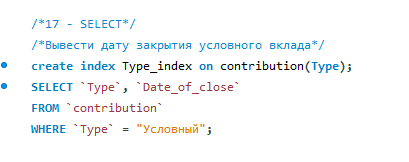 /*17 - SELECT*/
/*Вывести дату закрытия условного вклада*/
create index Type_index on contribution(Type);
SELECT `Type`, `Date_of_close`
FROM `contribution`
WHERE `Type` = "Условный";